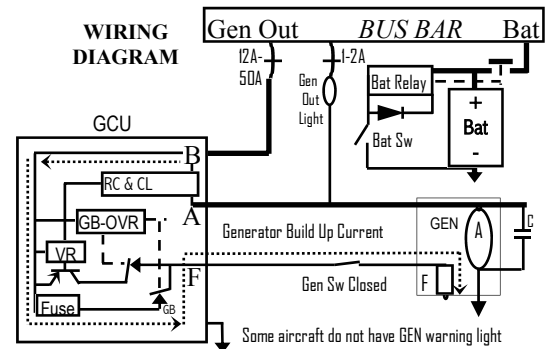 WIRING
DIAGRAM
Gen Out BUS BAR Bat
12A-
50A
1-2A
Gen
Out
Light
Bat Relay
Bat Sw
+
Bat
-
GCU
B
RC & CL
A
GB-OVR
Generator Build Up Current
GEN
A
C
VR
F
Gen Sw Closed
F
Fuse
GB
Some aircraft do not have GEN warning light